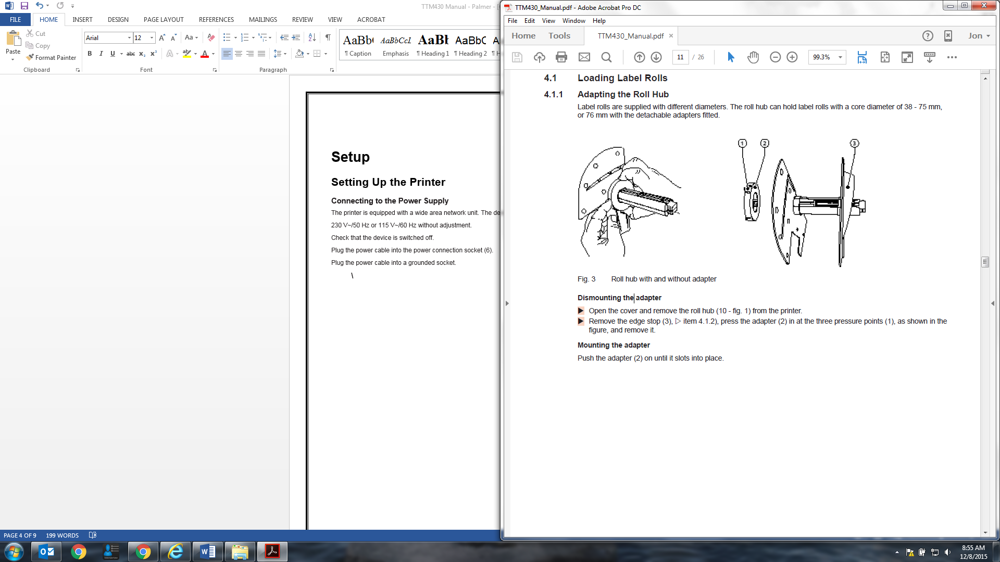 TTM430 Manual - Palmer -
FILE HOME INSERT DESIGN PAGE LAYOUT REFERENCES MAILINGS REVIEW VIEW ACROBAT
Paste
Cut
Copy
Format Painter
Clipboard
Arial 12
Font
Paragraph
AaBb AaBbCcI AaBb AaBbC A
¶ Caption Emphasis ¶ Heading 1 ¶ Heading 2 ¶ H
Setup
Setting Up the Printer
Connecting to the Power Supply
The printer is equipped with a wide area network unit. The de
230 V~/50 Hz or 115 V~/60 Hz without adjustment.
Check that the device is switched off.
Plug the power cable into the power connection socket (6).
Plug the power cable into a grounded socket.
\
PAGE 4 OF 9 199 WORDS
TTM430_Manual.pdf - Adobe Acrobat Pro DC
File Edit View Window Help
Home Tools TTM430_Manual.pdf × Jon
11 / 26 99.3%
4.1 Loading Label Rolls
4.1.1 Adapting the Roll Hub
Label rolls are supplied with different diameters. The roll hub can hold label rolls with a core diameter of 38 - 75 mm,
or 76 mm with the detachable adapters fitted.
1 2 3
Fig. 3 Roll hub with and without adapter
Dismounting the adapter
▶ Open the cover and remove the roll hub (10 - fig. 1) from the printer.
▶ Remove the edge stop (3), ▷ item 4.1.2), press the adapter (2) in at the three pressure points (1), as shown in the
figure, and remove it.
Mounting the adapter
Push the adapter (2) on until it slots into place.
8:55 AM
12/8/2015